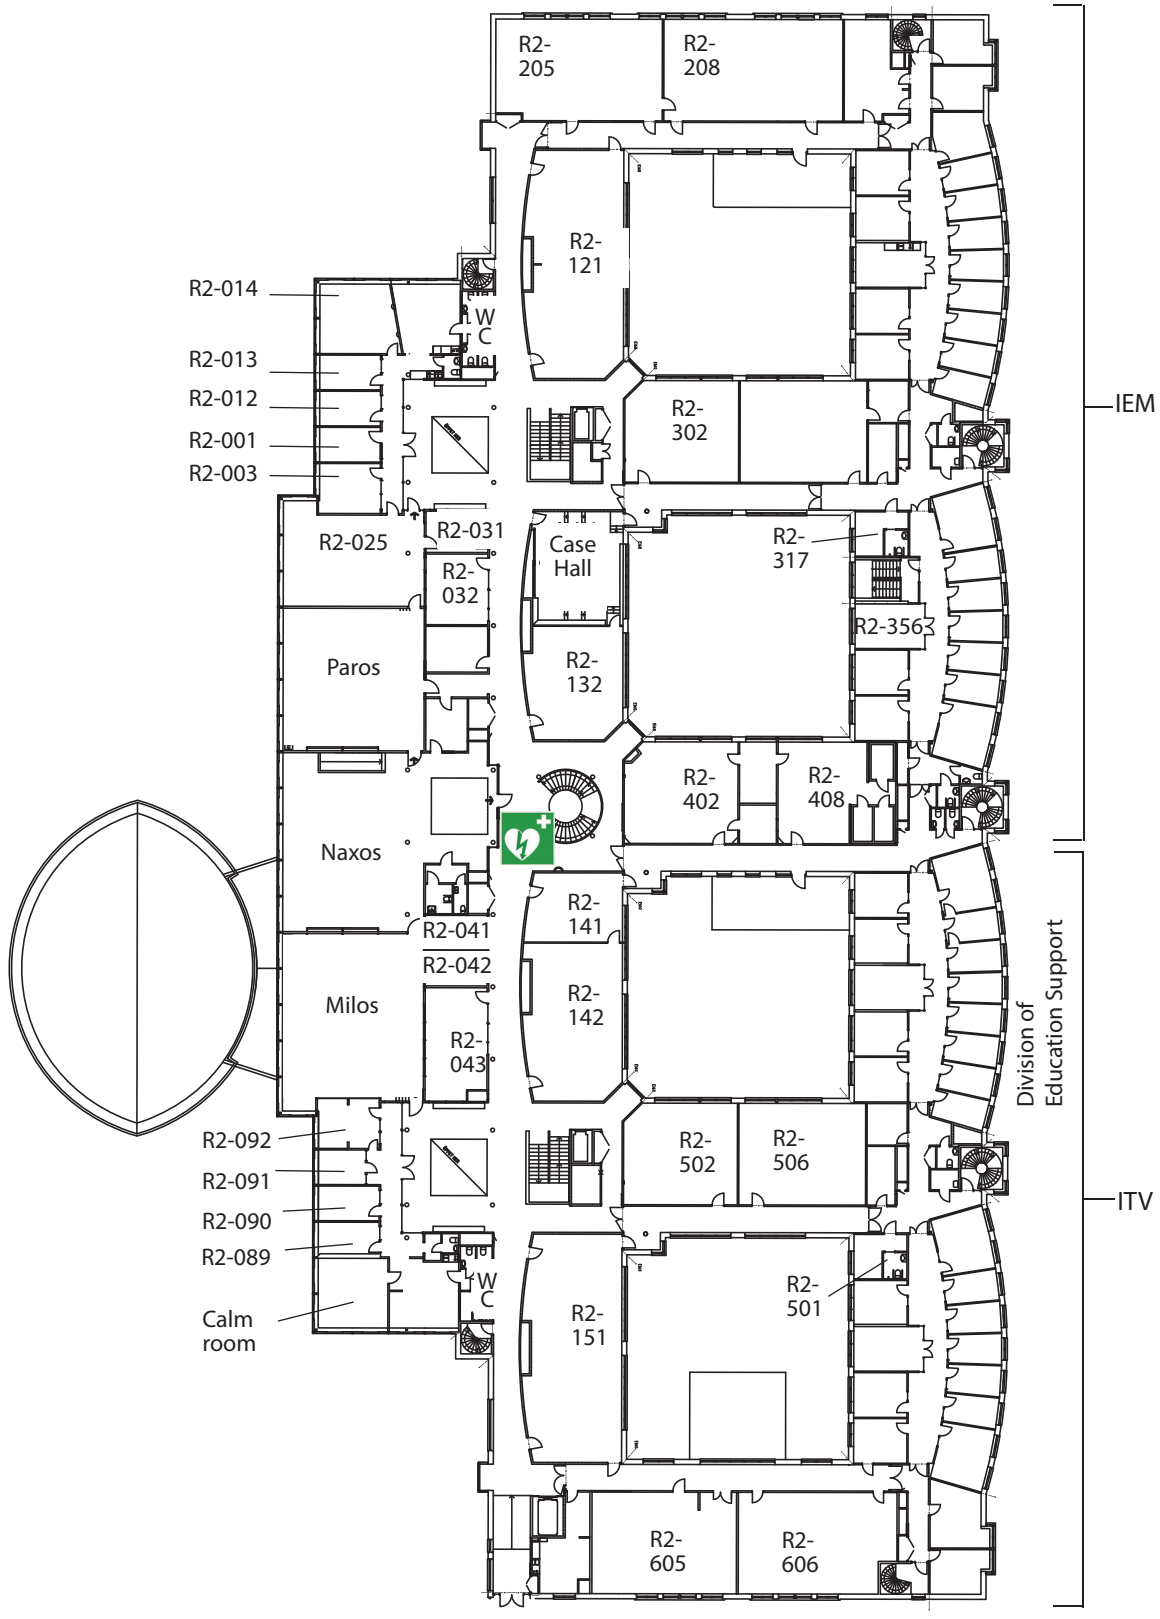 R2-
205
R2-
208
R2-
121
R2-014
W
C
R2-013
R2-012
R2-001
R2-003
R2-
302
IEM
R2-025
R2-031
R2-
032
Case
Hall
R2-
317
R2-356
Paros
R2-
132
R2-
402
R2-
408
Naxos
R2-
141
R2-041
R2-042
Milos
R2-
142
R2-
043
Division of
Education Support
R2-092
R2-091
R2-090
R2-089
R2-
502
R2-
506
ITV
Calm
room
W
C
R2-
151
R2-
501
R2-
605
R2-
606